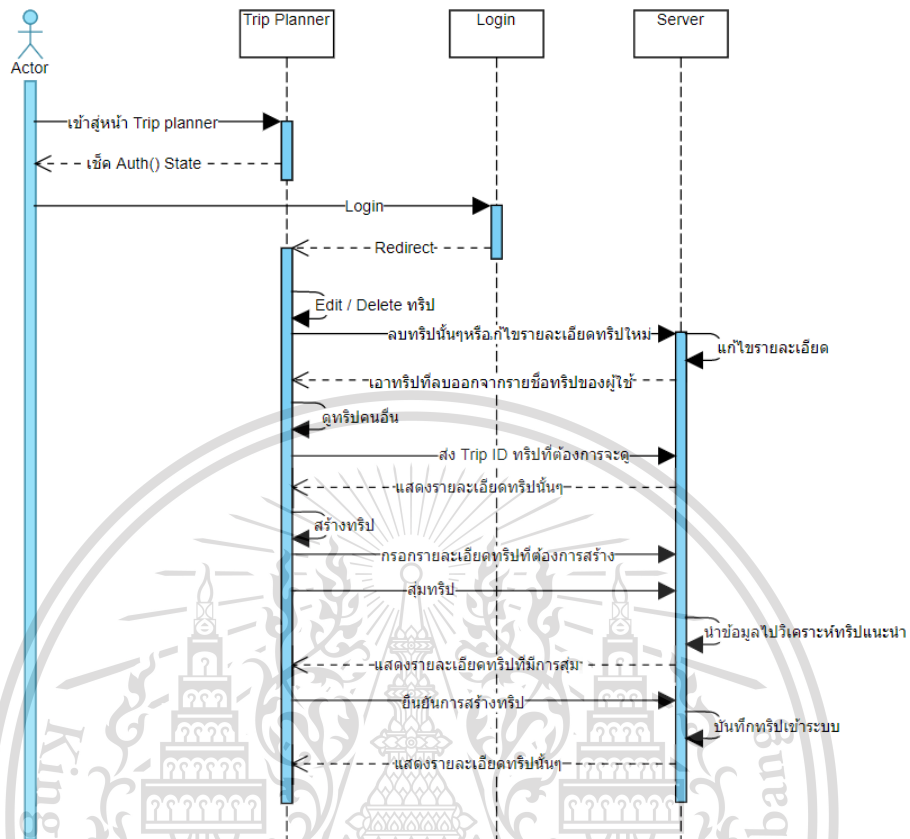 Trip Planner
Login
Server
Actor
เข้าสู่หน้า Trip planner
เช็ค Auth() State
Login
Redirect
Edit / Delete ทริป
ลบทริปนั้นๆหรือแก้ไขรายละเอียดทริปใหม่
แก้ไขรายละเอียด
เอาทริปที่ลบออกจากรายชื่อทริปของผู้ใช้
ดูทริปคนอื่น
ส่ง Trip ID ทริปที่ต้องการจะดู
แสดงรายละเอียดทริปนั้นๆ
สร้างทริป
กรอกรายละเอียดทริปที่ต้องการสร้าง
สุ่มทริป
นำข้อมูลไปวิเคราะห์ทริปแนะนำ
แสดงรายละเอียดทริปที่มีการสุ่ม
ยืนยันการสร้างทริป
บันทึกทริปเข้าระบบ
แสดงรายละเอียดทริปนั้นๆ
King
bang